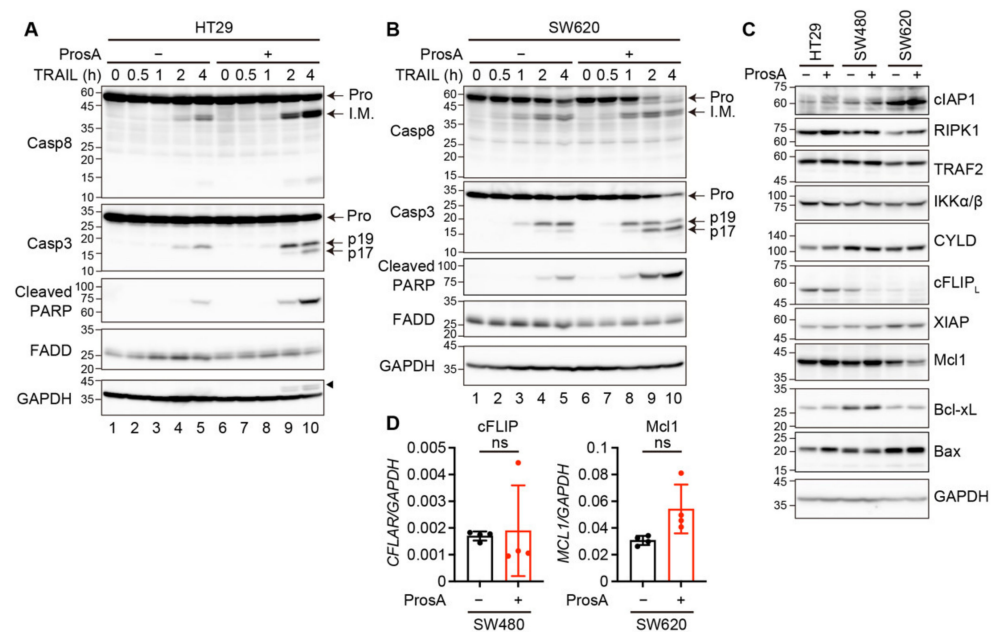 A
HT29
ProsA − +
TRAIL (h) 0 0.5 1 2 4 0 0.5 1 2 4
60
45
35
25
20
15
10
Casp8
Pro
I.M.
35
25
20
15
10
Casp3
Pro
p19
p17
100
75
60
Cleaved
PARP
35
25
20
FADD
45
35
GAPDH
1 2 3 4 5 6 7 8 9 10
B
SW620
ProsA − +
TRAIL (h) 0 0.5 1 2 4 0 0.5 1 2 4
60
45
35
25
20
15
10
Casp8
Pro
I.M.
35
25
20
15
10
Casp3
Pro
p19
p17
100
75
Cleaved
PARP
35
25
20
FADD
45
35
GAPDH
1 2 3 4 5 6 7 8 9 10
C
HT29 SW480 SW620
ProsA − + − + − +
75
60
cIAP1
75
60
RIPK1
60
45
TRAF2
100
75
IKKα/β
140
100
CYLD
75
60
45
cFLIPL
60
45
XIAP
45
35
Mcl1
35
25
20
Bcl-xL
25
20
15
Bax
45
35
GAPDH
D
cFLIP
ns
CFLAR/GAPDH
0.005
0.004
0.003
0.002
0.001
0
ProsA − +
SW480
Mcl1
ns
MCL1/GAPDH
0.1
0.08
0.06
0.04
0.02
0
ProsA − +
SW620